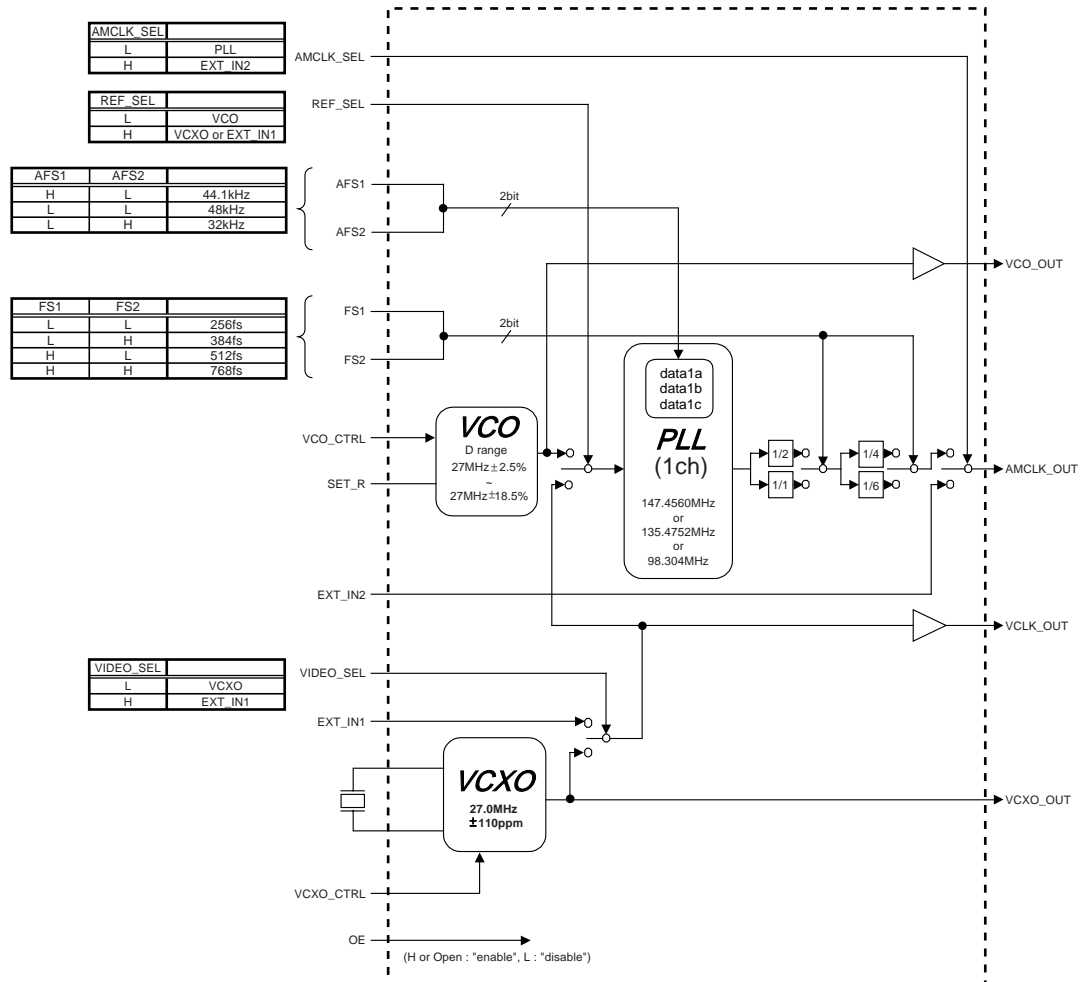 AMCLK_SEL
L PLL
H EXT_IN2
AMCLK_SEL
REF_SEL
L VCO
H VCXO or EXT_IN1
REF_SEL
AFS1 AFS2
H L 44.1kHz
L L 48kHz
L H 32kHz
AFS1
AFS2
2bit
VCO_OUT
FS1 FS2
L L 256fs
L H 384fs
H L 512fs
H H 768fs
FS1
FS2
2bit
data1a
data1b
data1c
PLL
(1ch)
147.4560MHz
or
135.4752MHz
or
98.304MHz
VCO_CTRL
SET_R
VCO
D range
27MHz±2.5%
~
27MHz±18.5%
1/2
1/1
1/4
1/6
AMCLK_OUT
EXT_IN2
VCLK_OUT
VIDEO_SEL
L VCXO
H EXT_IN1
VIDEO_SEL
EXT_IN1
VCXO
27.0MHz
±110ppm
VCXO_OUT
VCXO_CTRL
OE
(H or Open : "enable", L : "disable")